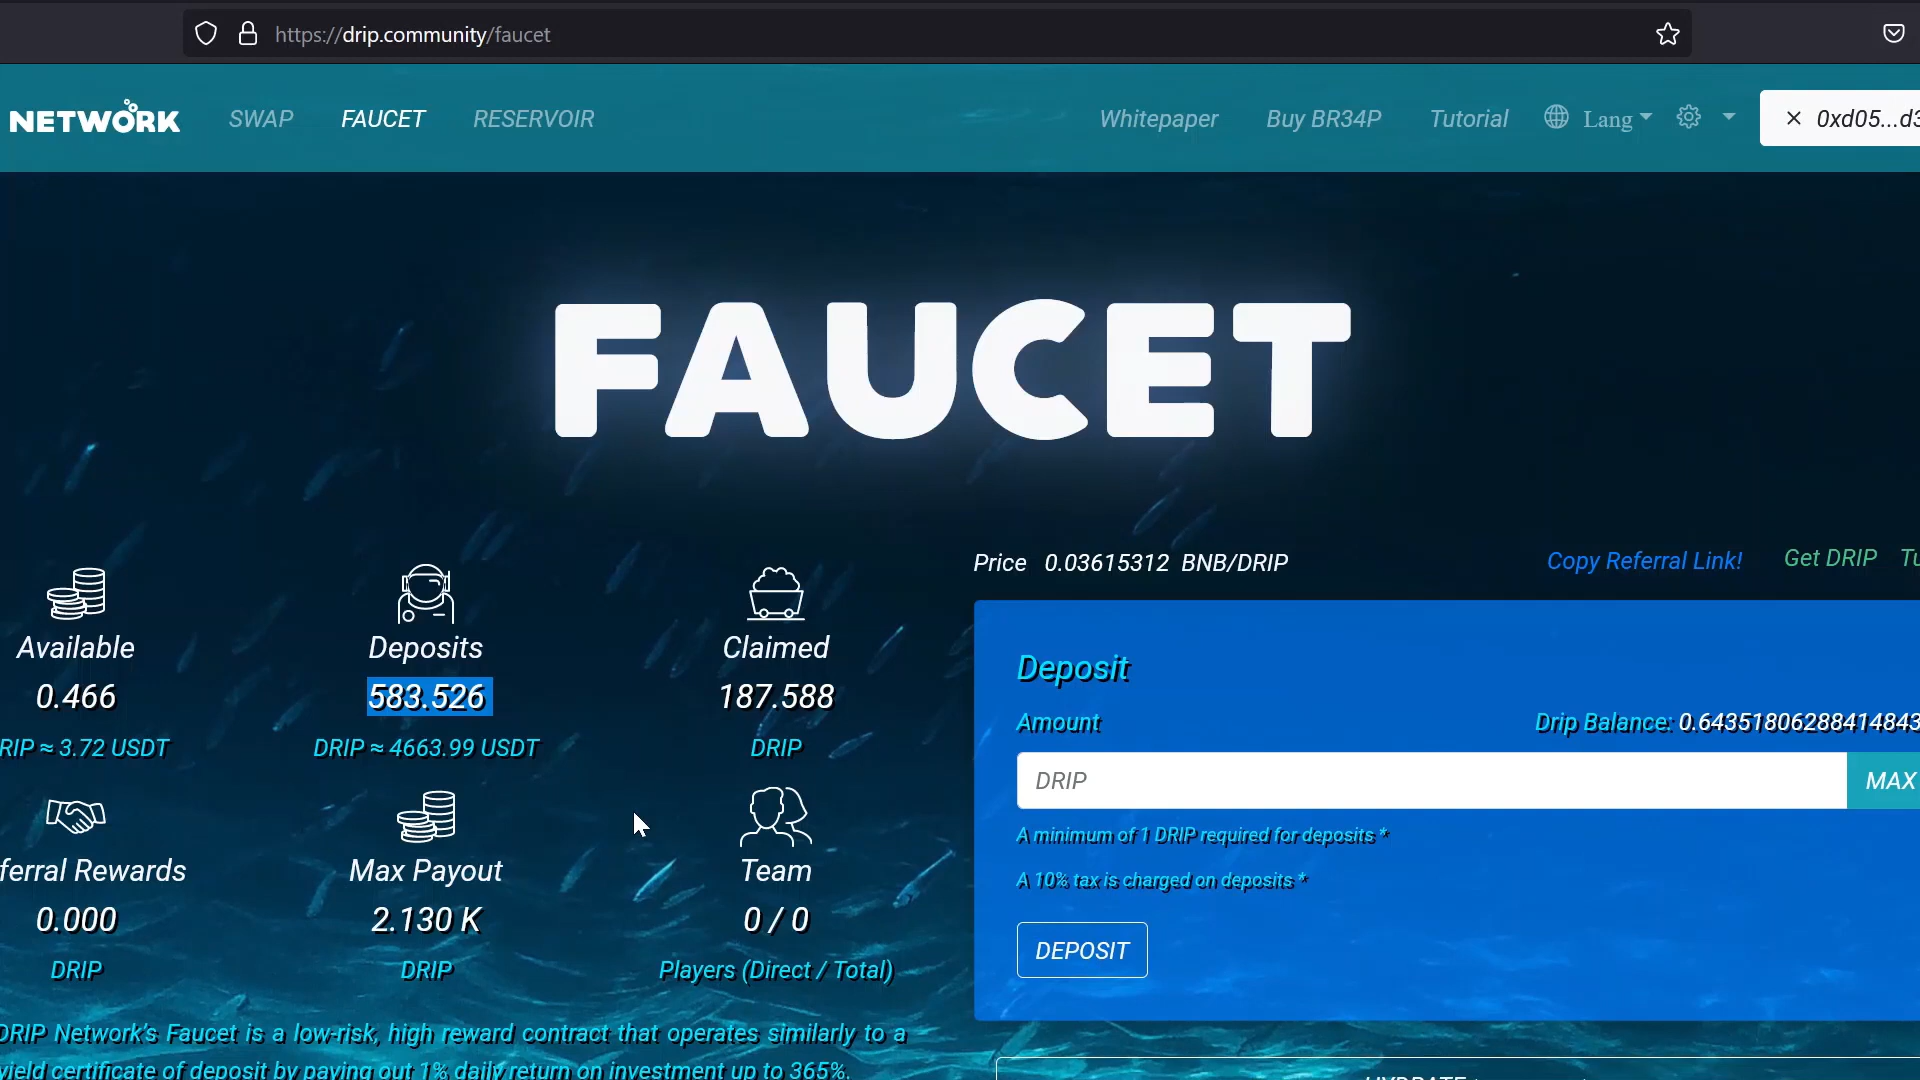 https://drip.community/faucet
NETWORK SWAP FAUCET RESERVOIR Whitepaper Buy BR34P Tutorial Lang 0xd05...d3
FAUCET
Price 0.03615312 BNB/DRIP Copy Referral Link! Get DRIP Tu
Available Deposits Claimed
0.466 583.526 187.588
RIP ≈ 3.72 USDT DRIP ≈ 4663.99 USDT DRIP
ferral Rewards Max Payout Team
0.000 2.130 K 0 / 0
DRIP DRIP Players (Direct / Total)
DRIP Network's Faucet is a low-risk, high reward contract that operates similarly to a
yield certificate of deposit by paying out 1% daily return on investment up to 365%.
Deposit
Amount Drip Balance: 0.64351806288414843
DRIP MAX
A minimum of 1 DRIP required for deposits *
A 10% tax is charged on deposits *
DEPOSIT